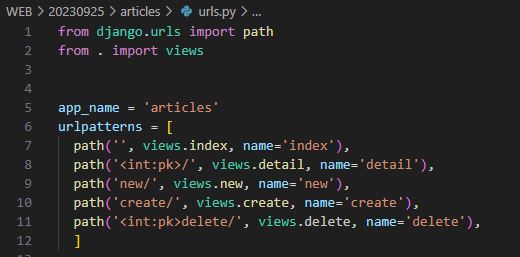 WEB > 20230925 > articles > urls.py > ...
1 from django.urls import path
2 from . import views
3
4
5 app_name = 'articles'
6 urlpatterns = [
7   path('', views.index, name='index'),
8   path('<int:pk>/', views.detail, name='detail'),
9   path('new/', views.new, name='new'),
10   path('create/', views.create, name='create'),
11   path('<int:pk>delete/', views.delete, name='delete'),
12   ]